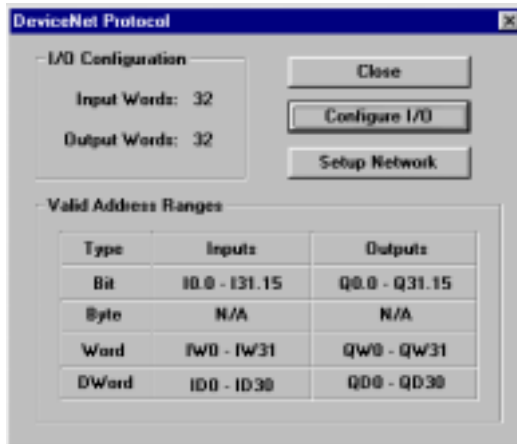 DeviceNet Protocol
I/O Configuration
Input Words: 32
Output Words: 32
Close
Configure I/O
Setup Network
Valid Address Ranges
Type Inputs Outputs
Bit I0.0 - I31.15 Q0.0 - Q31.15
Byte N/A N/A
Word IW0 - IW31 QW0 - QW31
DWord ID0 - ID30 QD0 - QD30